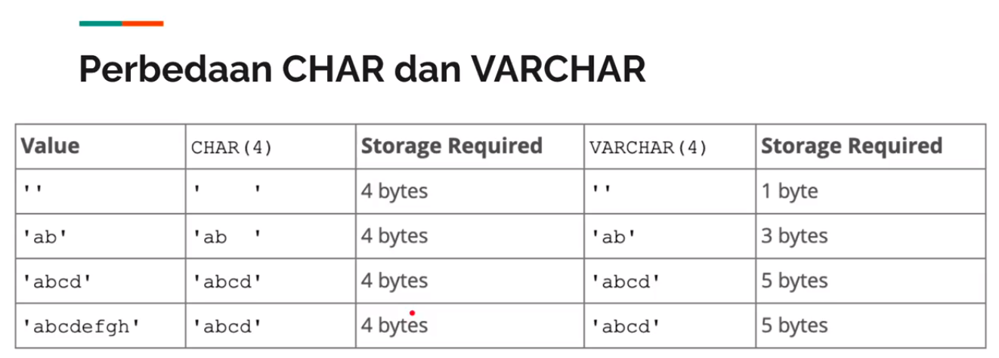 Perbedaan CHAR dan VARCHAR
Value CHAR(4) Storage Required VARCHAR(4) Storage Required
'' '    ' 4 bytes '' 1 byte
'ab' 'ab  ' 4 bytes 'ab' 3 bytes
'abcd' 'abcd' 4 bytes 'abcd' 5 bytes
'abcdefgh' 'abcd' 4 bytes 'abcd' 5 bytes